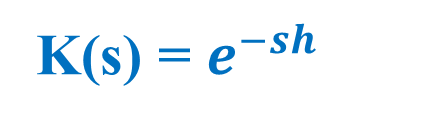 K(s) = e^{-sh}